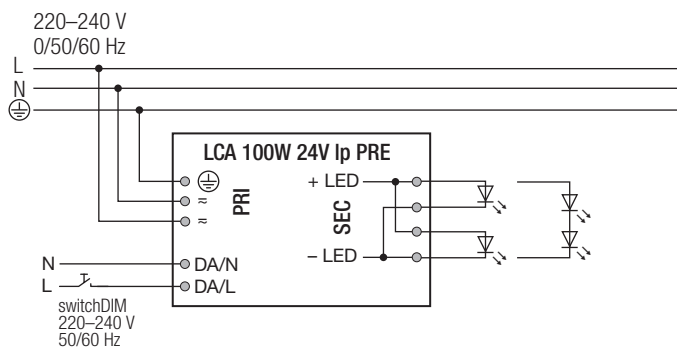 220–240 V
0/50/60 Hz
L
N
LCA 100W 24V lp PRE
PRI
≂
≂
+ LED
SEC
– LED
N
DA/N
L
DA/L
switchDIM
220–240 V
50/60 Hz